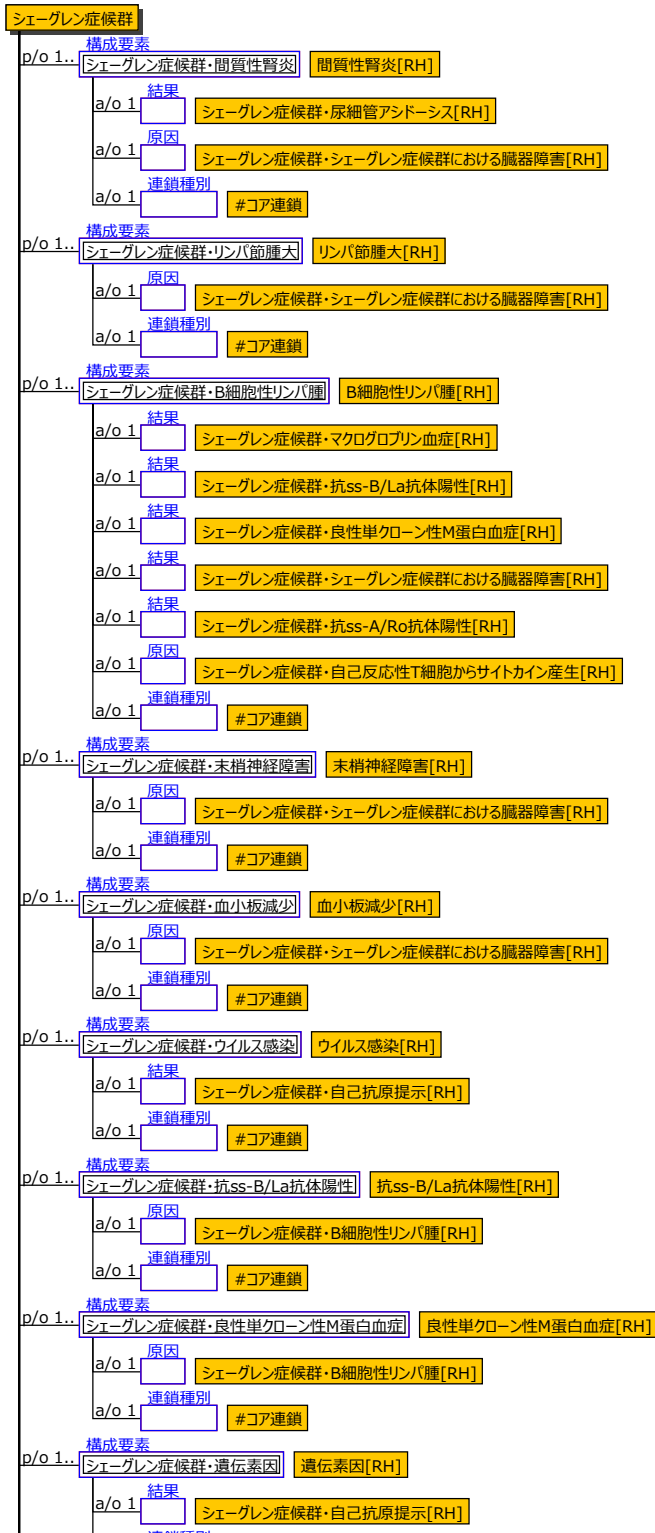 シェーグレン症候群
構成要素
p/o 1.. シェーグレン症候群・間質性腎炎 間質性腎炎[RH]
結果
a/o 1 シェーグレン症候群・尿細管アシドーシス[RH]
原因
a/o 1 シェーグレン症候群・シェーグレン症候群における臓器障害[RH]
連鎖種別
a/o 1 #コア連鎖
構成要素
p/o 1.. シェーグレン症候群・リンパ節腫大 リンパ節腫大[RH]
原因
a/o 1 シェーグレン症候群・シェーグレン症候群における臓器障害[RH]
連鎖種別
a/o 1 #コア連鎖
構成要素
p/o 1.. シェーグレン症候群・B細胞性リンパ腫 B細胞性リンパ腫[RH]
結果
a/o 1 シェーグレン症候群・マクログロブリン血症[RH]
結果
a/o 1 シェーグレン症候群・抗ss-B/La抗体陽性[RH]
結果
a/o 1 シェーグレン症候群・良性単クローン性M蛋白血症[RH]
結果
a/o 1 シェーグレン症候群・シェーグレン症候群における臓器障害[RH]
結果
a/o 1 シェーグレン症候群・抗ss-A/Ro抗体陽性[RH]
原因
a/o 1 シェーグレン症候群・自己反応性T細胞からサイトカイン産生[RH]
連鎖種別
a/o 1 #コア連鎖
構成要素
p/o 1.. シェーグレン症候群・末梢神経障害 末梢神経障害[RH]
原因
a/o 1 シェーグレン症候群・シェーグレン症候群における臓器障害[RH]
連鎖種別
a/o 1 #コア連鎖
構成要素
p/o 1.. シェーグレン症候群・血小板減少 血小板減少[RH]
原因
a/o 1 シェーグレン症候群・シェーグレン症候群における臓器障害[RH]
連鎖種別
a/o 1 #コア連鎖
構成要素
p/o 1.. シェーグレン症候群・ウイルス感染 ウイルス感染[RH]
結果
a/o 1 シェーグレン症候群・自己抗原提示[RH]
連鎖種別
a/o 1 #コア連鎖
構成要素
p/o 1.. シェーグレン症候群・抗ss-B/La抗体陽性 抗ss-B/La抗体陽性[RH]
原因
a/o 1 シェーグレン症候群・B細胞性リンパ腫[RH]
連鎖種別
a/o 1 #コア連鎖
構成要素
p/o 1.. シェーグレン症候群・良性単クローン性M蛋白血症 良性単クローン性M蛋白血症[RH]
原因
a/o 1 シェーグレン症候群・B細胞性リンパ腫[RH]
連鎖種別
a/o 1 #コア連鎖
構成要素
p/o 1.. シェーグレン症候群・遺伝素因 遺伝素因[RH]
結果
a/o 1 シェーグレン症候群・自己抗原提示[RH]